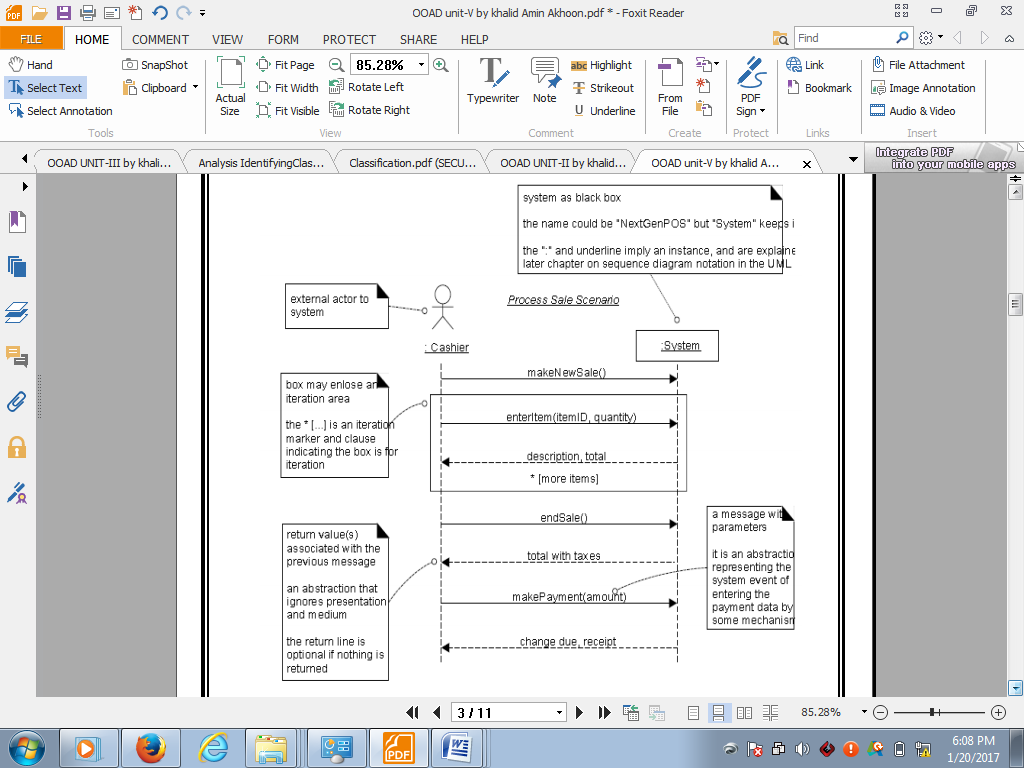 OOAD unit-V by khalid Amin Akhoon.pdf * - Foxit Reader
FILE
HOME
COMMENT
VIEW
FORM
PROTECT
SHARE
HELP
Find
Hand
Select Text
Select Annotation
SnapShot
Clipboard
Tools
Actual
Size
Fit Page
Fit Width
Fit Visible
85.28%
Rotate Left
Rotate Right
View
Typewriter
Note
abc Highlight
Strikeout
U Underline
Comment
From
File
Create
PDF
Sign
Protect
Link
Bookmark
Links
File Attachment
Image Annotation
Audio & Video
Insert
OOAD UNIT-III by khali...
Analysis IdentifyingClas...
Classification.pdf (SECU...
OOAD UNIT-II by khalid...
OOAD unit-V by khalid A...
Integrate PDF
into your mobile apps
system as black box
the name could be "NextGenPOS" but "System" keeps i
the ":" and underline imply an instance, and are explaine
later chapter on sequence diagram notation in the UML
external actor to
system
Process Sale Scenario
: Cashier
:System
makeNewSale()
box may enlose an
iteration area
the * [...] is an iteration
marker and clause
indicating the box is for
iteration
enterItem(itemID, quantity)
description, total
* [more items]
endSale()
return value(s)
associated with the
previous message
an abstraction that
ignores presentation
and medium
the return line is
optional if nothing is
returned
total with taxes
makePayment(amount)
change due, receipt
a message wit
parameters
it is an abstractio
representing the
system event of
entering the
payment data by
some mechanism
3 / 11
85.28%
PDF
6:08 PM
1/20/2017